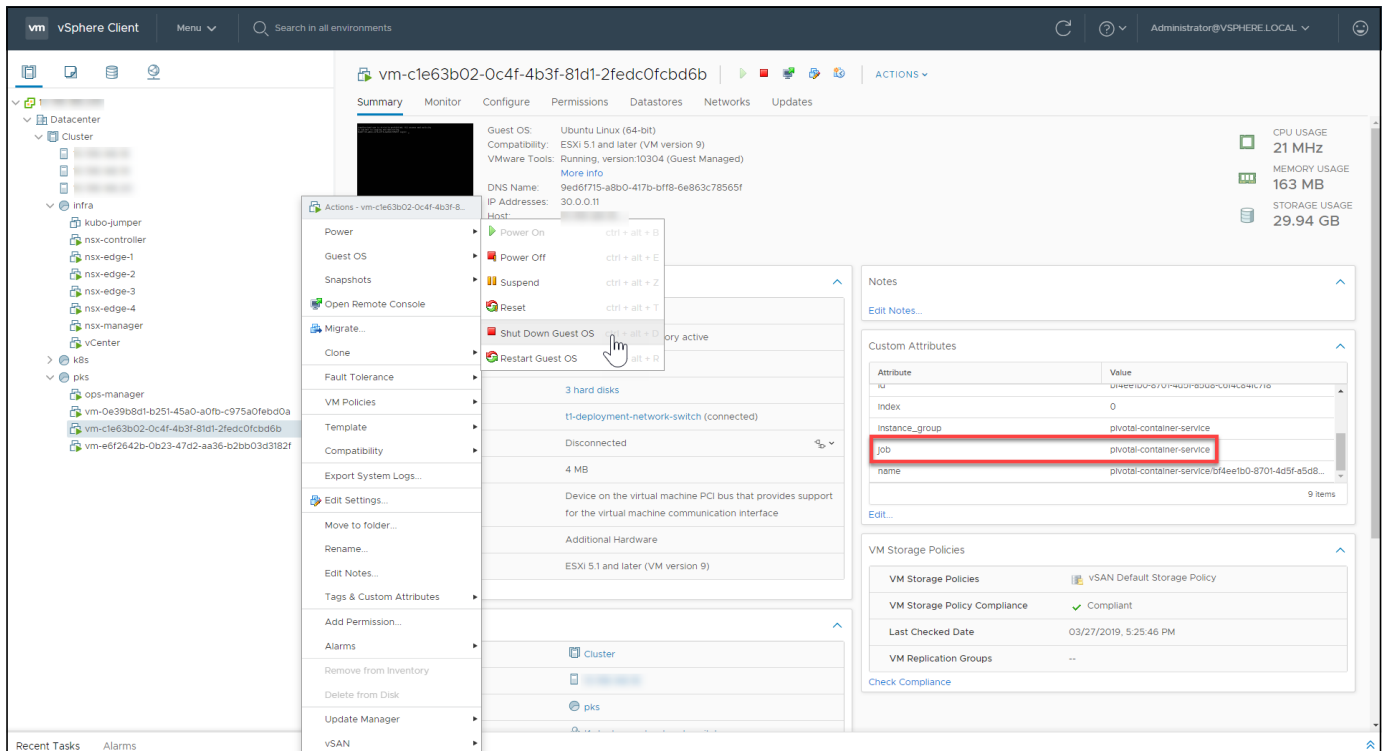 vm vSphere Client Menu Search in all environments Administrator@VSPHERE.LOCAL
vm-c1e63b02-0c4f-4b3f-81d1-2fedc0fcbd6b ACTIONS
Summary Monitor Configure Permissions Datastores Networks Updates
Datacenter
Cluster
infra
kubo-jumper
nsx-controller
nsx-edge-1
nsx-edge-2
nsx-edge-3
nsx-edge-4
nsx-manager
vCenter
k8s
pks
ops-manager
vm-0e39b8d1-b251-45a0-a0fb-c975a0febd0a
vm-c1e63b02-0c4f-4b3f-81d1-2fedc0fcbd6b
vm-e6f2642b-0b23-47d2-aa36-b2bb03d3182f
Guest OS: Ubuntu Linux (64-bit)
Compatibility: ESXi 5.1 and later (VM version 9)
VMware Tools: Running, version:10304 (Guest Managed)
More info
DNS Name: 9ed6f715-a8b0-417b-bff8-6e863c78565f
IP Addresses: 30.0.0.11
Host:
CPU USAGE
21 MHz
MEMORY USAGE
163 MB
STORAGE USAGE
29.94 GB
Actions - vm-c1e63b02-0c4f-4b3f-8...
Power
Guest OS
Snapshots
Open Remote Console
Migrate...
Clone
Fault Tolerance
VM Policies
Template
Compatibility
Export System Logs...
Edit Settings...
Move to folder...
Rename...
Edit Notes...
Tags & Custom Attributes
Add Permission...
Alarms
Remove from Inventory
Delete from Disk
Update Manager
vSAN
Power On ctrl + alt + B
Power Off ctrl + alt + E
Suspend ctrl + alt + Z
Reset ctrl + alt + T
Shut Down Guest OS ctrl + alt + D
Restart Guest OS alt + R
ory active
3 hard disks
t1-deployment-network-switch (connected)
Disconnected
4 MB
Device on the virtual machine PCI bus that provides support
for the virtual machine communication interface
Additional Hardware
ESXi 5.1 and later (VM version 9)
Cluster
pks
Notes
Edit Notes...
Custom Attributes
Attribute Value
id
index 0
instance_group pivotal-container-service
job pivotal-container-service
name pivotal-container-service/bf4ee1b0-8701-4d5f-a5d8...
9 items
Edit...
VM Storage Policies
VM Storage Policies vSAN Default Storage Policy
VM Storage Policy Compliance Compliant
Last Checked Date 03/27/2019, 5:25:46 PM
VM Replication Groups --
Check Compliance
Recent Tasks Alarms